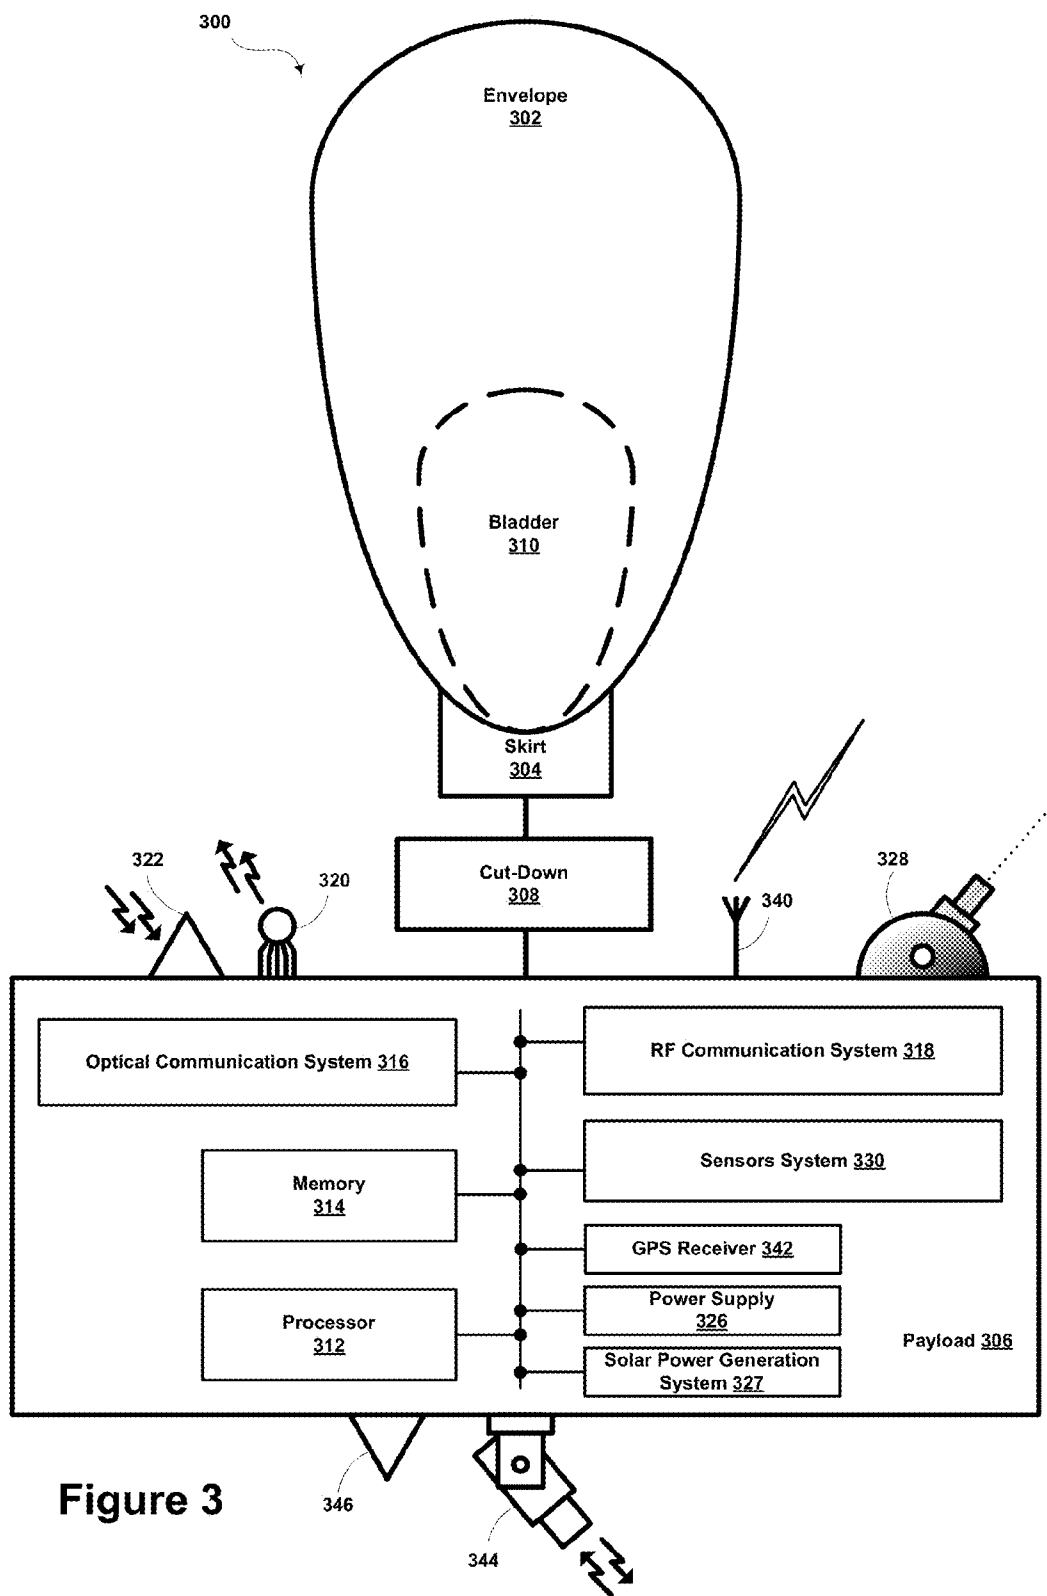 300
Envelope
302
Bladder
310
Skirt
304
322
320
Cut-Down
308
340
328
Optical Communication System 316
RF Communication System 318
Sensors System 330
Memory
314
GPS Receiver 342
Power Supply
326
Processor
312
Payload 306
Solar Power Generation
System 327
Figure 3
346
344